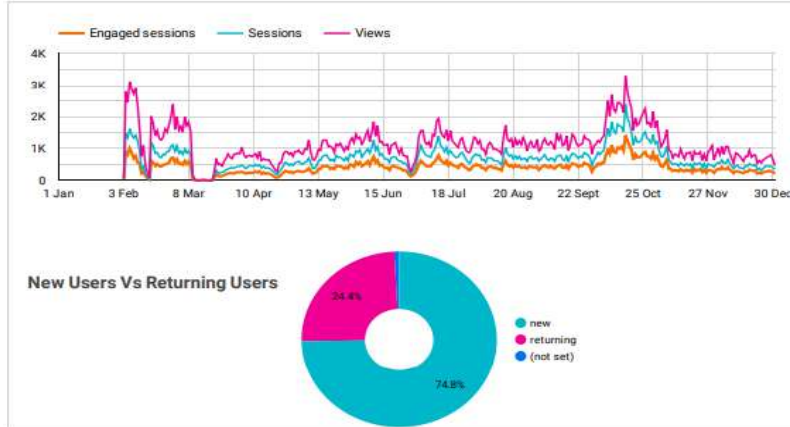 Engaged sessions Sessions Views
4K
3K
2K
1K
0
1 Jan 3 Feb 8 Mar 10 Apr 13 May 15 Jun 18 Jul 20 Aug 22 Sept 25 Oct 27 Nov 30 Dec
New Users Vs Returning Users
24.4%
new
returning
(not set)
74.8%